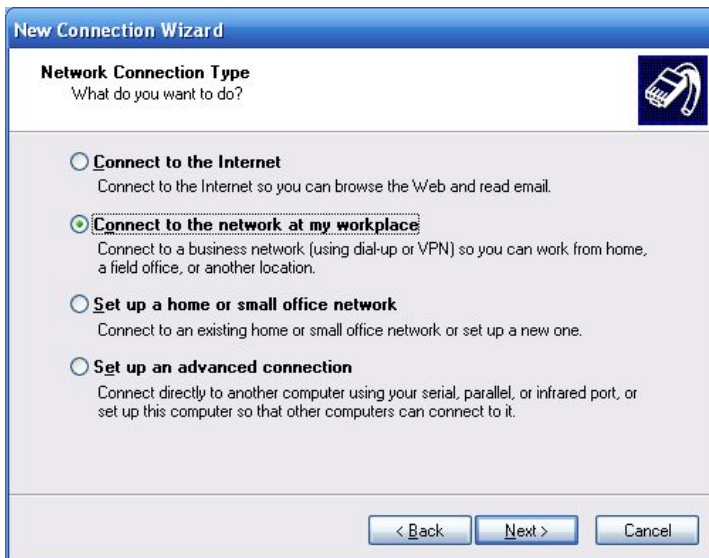 New Connection Wizard
Network Connection Type
What do you want to do?
Connect to the Internet
Connect to the Internet so you can browse the Web and read email.
Connect to the network at my workplace
Connect to a business network (using dial-up or VPN) so you can work from home,
a field office, or another location.
Set up a home or small office network
Connect to an existing home or small office network or set up a new one.
Set up an advanced connection
Connect directly to another computer using your serial, parallel, or infrared port, or
set up this computer so that other computers can connect to it.
< Back Next > Cancel